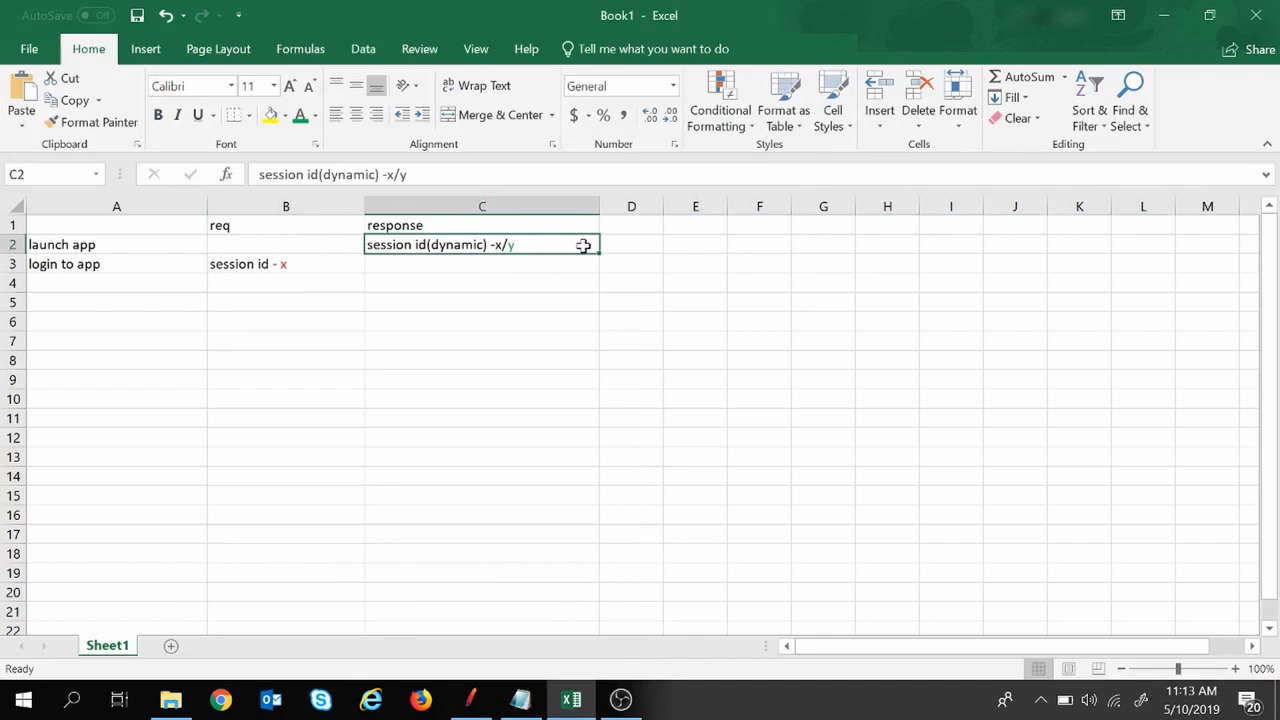 AutoSave Off
Book1 - Excel
File Home Insert Page Layout Formulas Data Review View Help Tell me what you want to do Share
Paste
Cut
Copy
Format Painter
Clipboard
Calibri 11 A A
B I U A
Font
Wrap Text
Merge & Center
Alignment
General
$ % , .0 .00 .00 .0
Number
Conditional Formatting
Format as Table
Cell Styles
Styles
Insert Delete Format
Cells
AutoSum
Fill
Clear
Sort & Filter
Find & Select
Editing
C2 fx session id(dynamic) -x/y
A B C D E F G H I J K L M
1 req response
2 launch app session id(dynamic) -x/y
3 login to app session id - x
4
5
6
7
8
9
10
11
12
13
14
15
16
17
18
19
20
21
22
Sheet1
Ready 100%
11:13 AM
5/10/2019
20